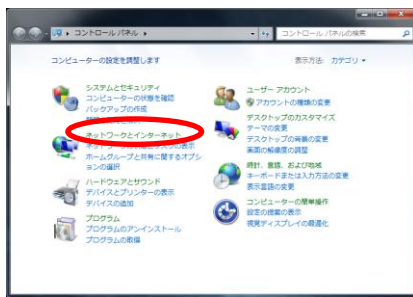 コントロール パネル
コントロール パネルの検索
コンピューターの設定を調整します
表示方法: カテゴリ
システムとセキュリティ
コンピューターの状態を確認
バックアップの作成
ネットワークとインターネット
ホームグループと共有に関するオプシ
ョンの選択
ハードウェアとサウンド
デバイスとプリンターの表示
デバイスの追加
プログラム
プログラムのアンインストール
プログラムの取得
ユーザー アカウント
アカウントの種類の変更
デスクトップのカスタマイズ
テーマの変更
デスクトップの背景の変更
画面の解像度の調整
時計、言語、および地域
キーボードまたは入力方法の変更
表示言語の変更
コンピューターの簡単操作
設定の提案の表示
視覚ディスプレイの最適化